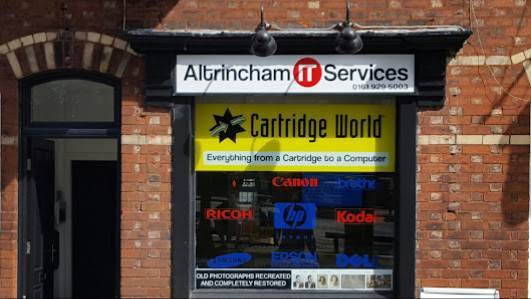 Altrincham IT Services
0161 929 5003
Cartridge World
Everything from a Cartridge to a Computer
Canon brother
RICOH hp Kodak
SAMSUNG EPSON DELL
OLD PHOTOGRAPHS RECREATED
AND COMPLETELY RESTORED